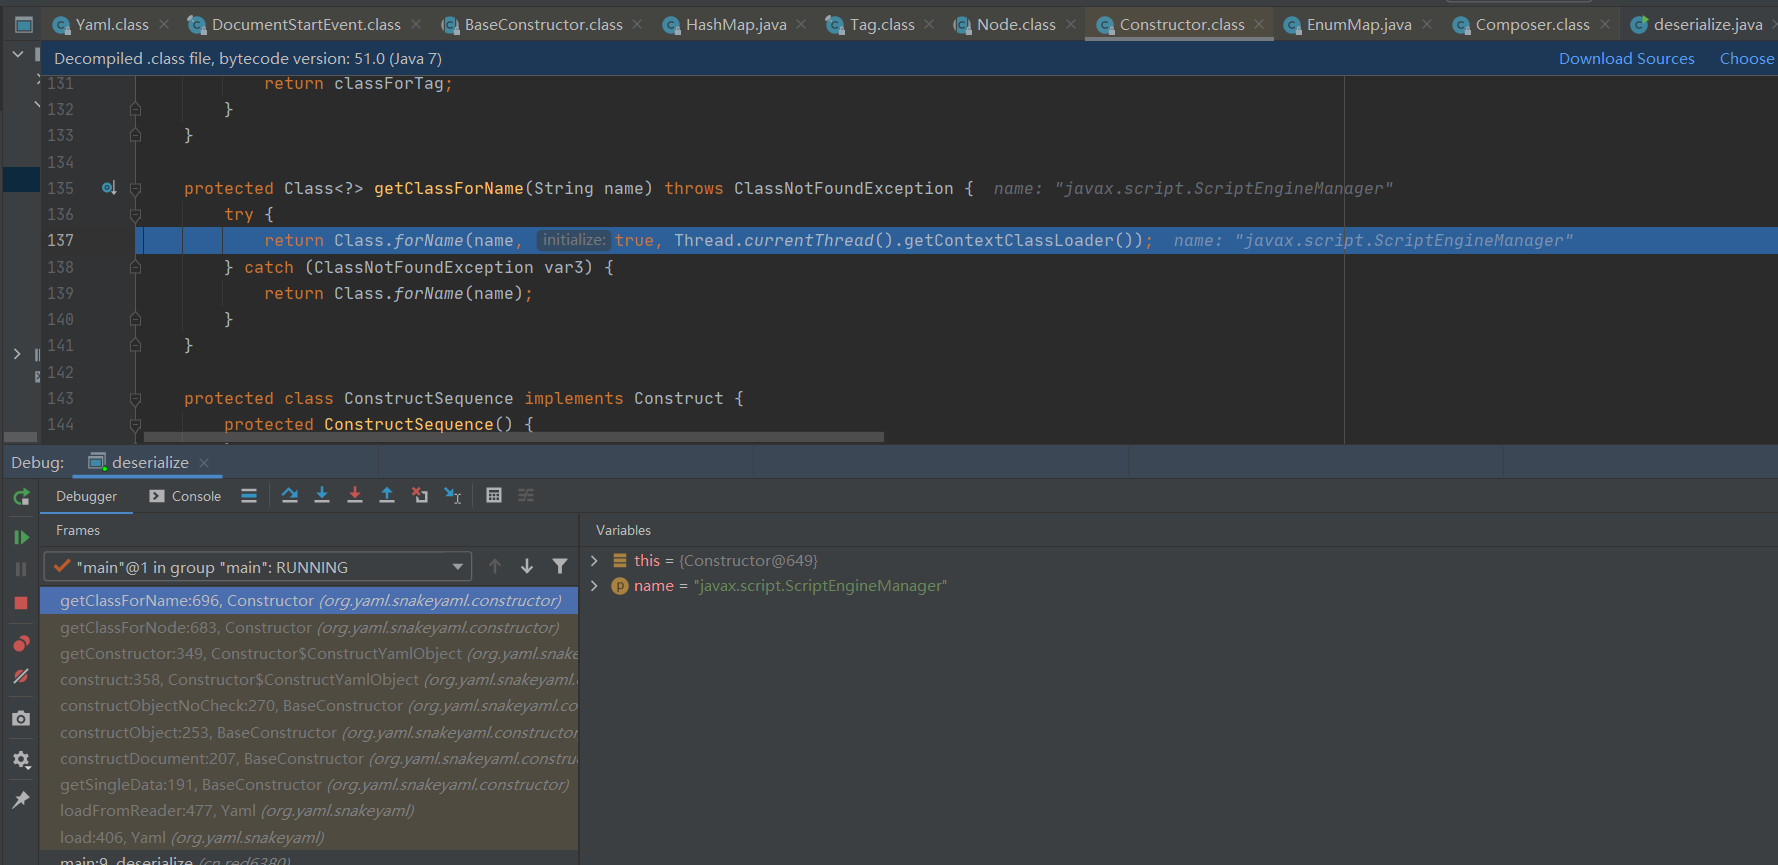 Yaml.class DocumentStartEvent.class BaseConstructor.class HashMap.java Tag.class Node.class Constructor.class EnumMap.java Composer.class deserialize.java
Decompiled .class file, bytecode version: 51.0 (Java 7) Download Sources Choose
131 return classForTag;
132 }
133 }
134
135 protected Class<?> getClassForName(String name) throws ClassNotFoundException { name: "javax.script.ScriptEngineManager"
136 try {
137 return Class.forName(name, initialize: true, Thread.currentThread().getContextClassLoader()); name: "javax.script.ScriptEngineManager"
138 } catch (ClassNotFoundException var3) {
139 return Class.forName(name);
140 }
141 }
142
143 protected class ConstructSequence implements Construct {
144 protected ConstructSequence() {
Debug: deserialize
Debugger Console
Frames Variables
"main"@1 in group "main": RUNNING
this = {Constructor@649}
name = "javax.script.ScriptEngineManager"
getClassForName:696, Constructor (org.yaml.snakeyaml.constructor)
getClassForNode:683, Constructor (org.yaml.snakeyaml.constructor)
getConstructor:349, Constructor$ConstructYamlObject (org.yaml.snake
construct:358, Constructor$ConstructYamlObject (org.yaml.snakeyaml.
constructObjectNoCheck:270, BaseConstructor (org.yaml.snakeyaml.co
constructObject:253, BaseConstructor (org.yaml.snakeyaml.constructor
constructDocument:207, BaseConstructor (org.yaml.snakeyaml.constru
getSingleData:191, BaseConstructor (org.yaml.snakeyaml.constructor)
loadFromReader:477, Yaml (org.yaml.snakeyaml)
load:406, Yaml (org.yaml.snakeyaml)
main:9, deserialize (cn.red6380)